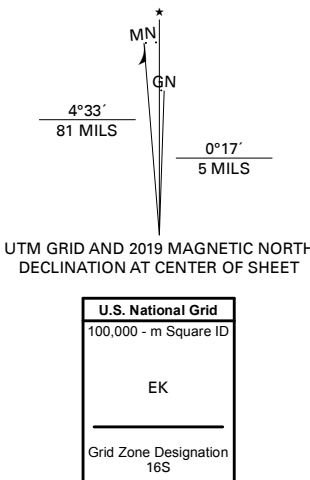 ★
MN
GN
4°33´
81 MILS
0°17´
5 MILS
UTM GRID AND 2019 MAGNETIC NORTH
DECLINATION AT CENTER OF SHEET
U.S. National Grid
100,000 - m Square ID
EK
Grid Zone Designation
16S